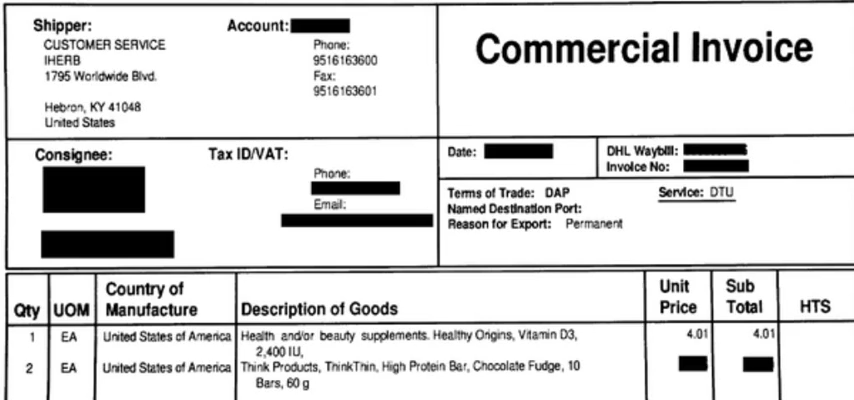 Shipper:
CUSTOMER SERVICE
IHERB
1795 Worldwide Blvd.
Hebron, KY 41048
United States
Account:
Phone:
9516163600
Fax:
9516163601
Commercial Invoice
Consignee:
Tax ID/VAT:
Phone:
Email:
Date:
DHL Waybill:
Invoice No:
Terms of Trade: DAP
Service: DTU
Named Destination Port:
Reason for Export: Permanent
Qty UOM Country of Manufacture Description of Goods Unit Price Sub Total HTS
1 EA United States of America Health and/or beauty supplements. Healthy Origins, Vitamin D3, 4.01 4.01
2,400 IU,
2 EA United States of America Think Products, ThinkThin, High Protein Bar, Chocolate Fudge, 10
Bars, 60 g